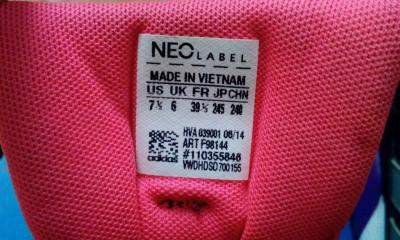 NEO LABEL
MADE IN VIETNAM
US UK FR JP CHN
7½ 6 39⅓ 245 240
HVA 039001 06/14
ART F98144
#110355846
VWDHDSD700155
adidas